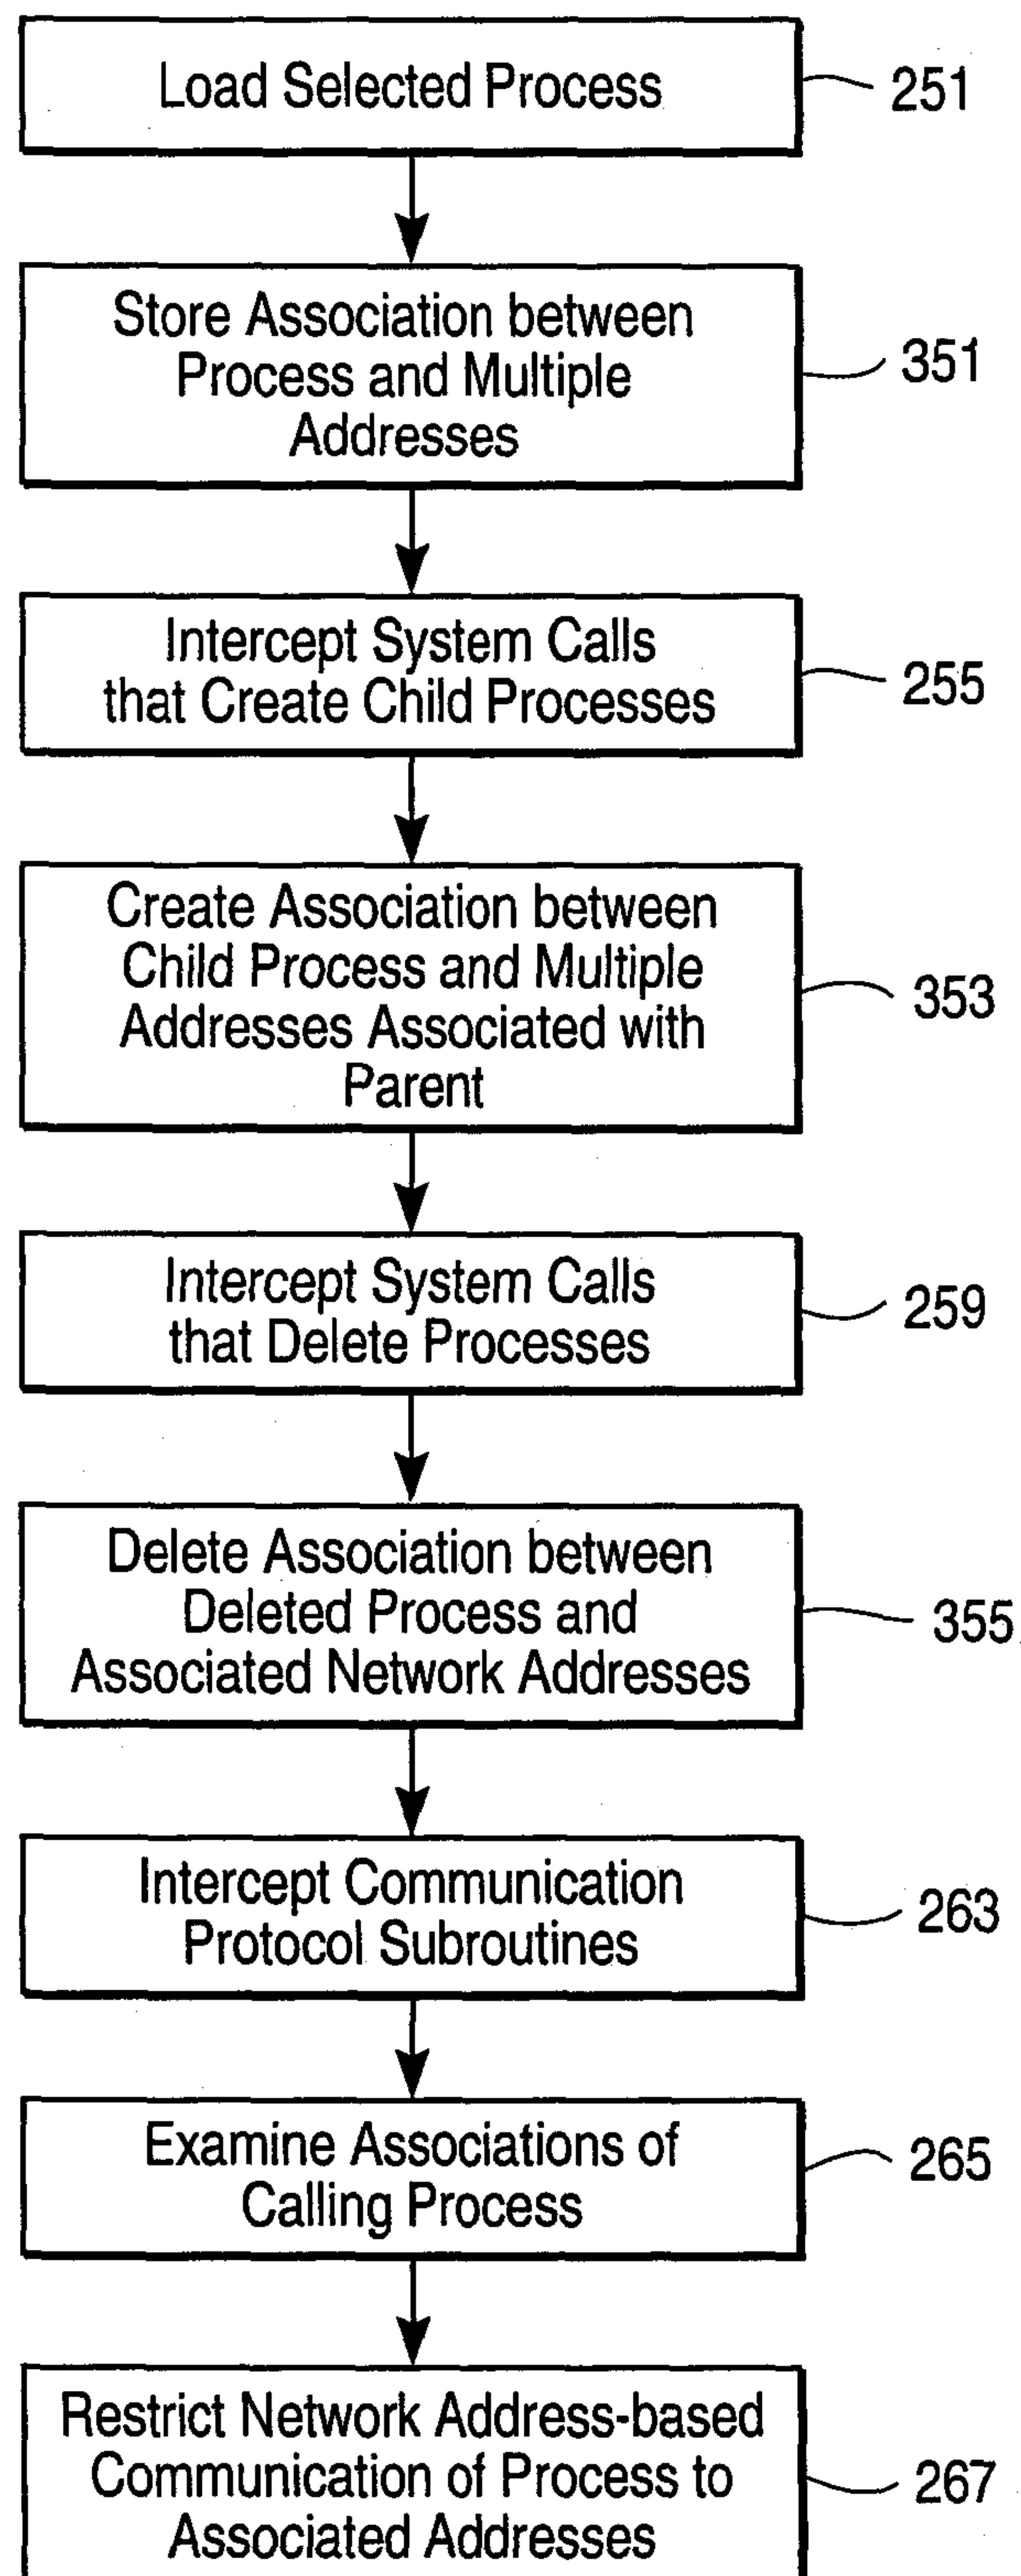 Load Selected Process
251
Store Association between
Process and Multiple
Addresses
351
Intercept System Calls
that Create Child Processes
255
Create Association between
Child Process and Multiple
Addresses Associated with
Parent
353
Intercept System Calls
that Delete Processes
259
Delete Association between
Deleted Process and
Associated Network Addresses
355
Intercept Communication
Protocol Subroutines
263
Examine Associations of
Calling Process
265
Restrict Network Address-based
Communication of Process to
Associated Addresses
267